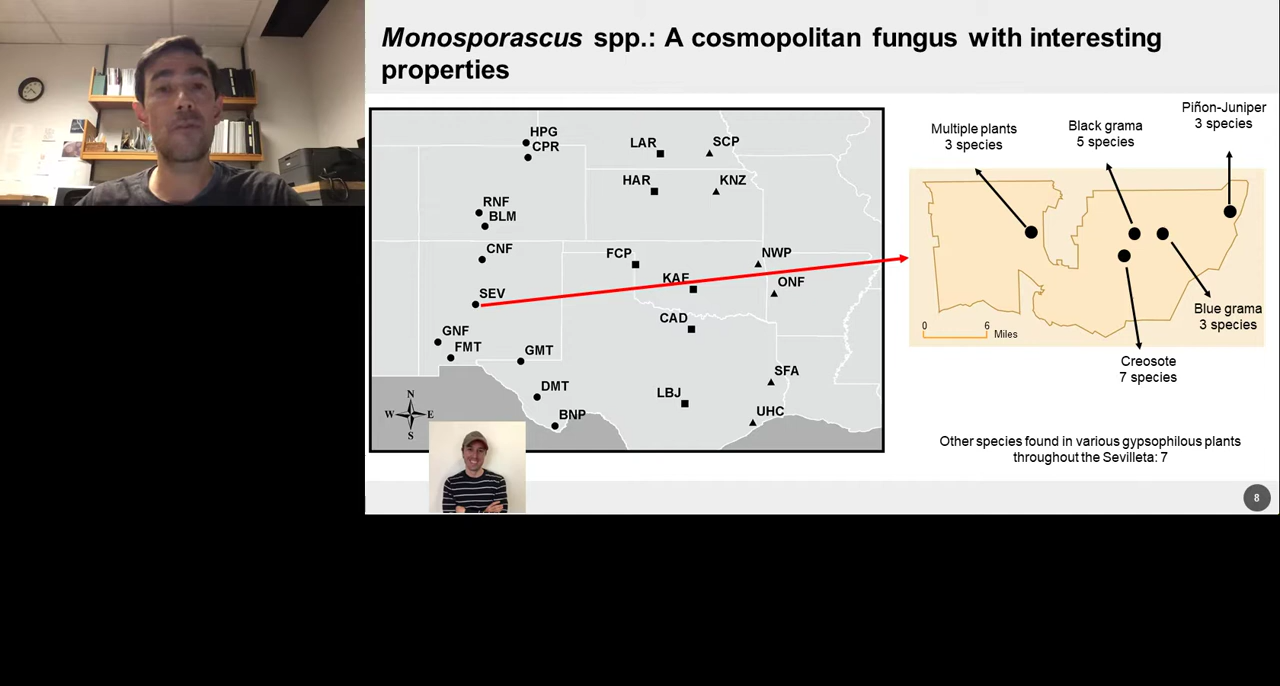 Monosporascus spp.: A cosmopolitan fungus with interesting
properties
HPG
CPR
LAR
SCP
HAR
KNZ
RNF
BLM
CNF
FCP
NWP
SEV
KAF
ONF
CAD
GNF
FMT
GMT
DMT
SFA
LBJ
BNP
UHC
N
W E
S
Multiple plants
3 species
Black grama
5 species
Piñon-Juniper
3 species
Blue grama
3 species
0 6
Miles
Creosote
7 species
Other species found in various gypsophilous plants
throughout the Sevilleta: 7
8